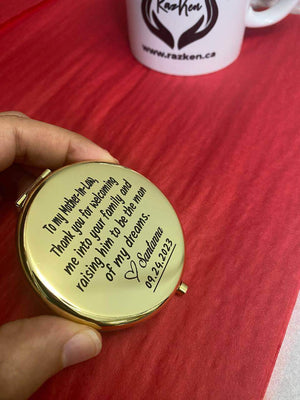 RazKen
www.razken.ca
To my Mother-in-Law,
Thank you for welcoming
me into your family and
raising him to be the man
of my dreams.
Santanna
09.24.2023